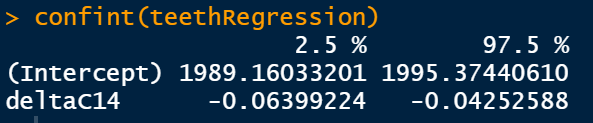 > confint(teethRegression)
2.5 % 97.5 %
(Intercept) 1989.16033201 1995.37440610
deltaC14 -0.06399224 -0.04252588